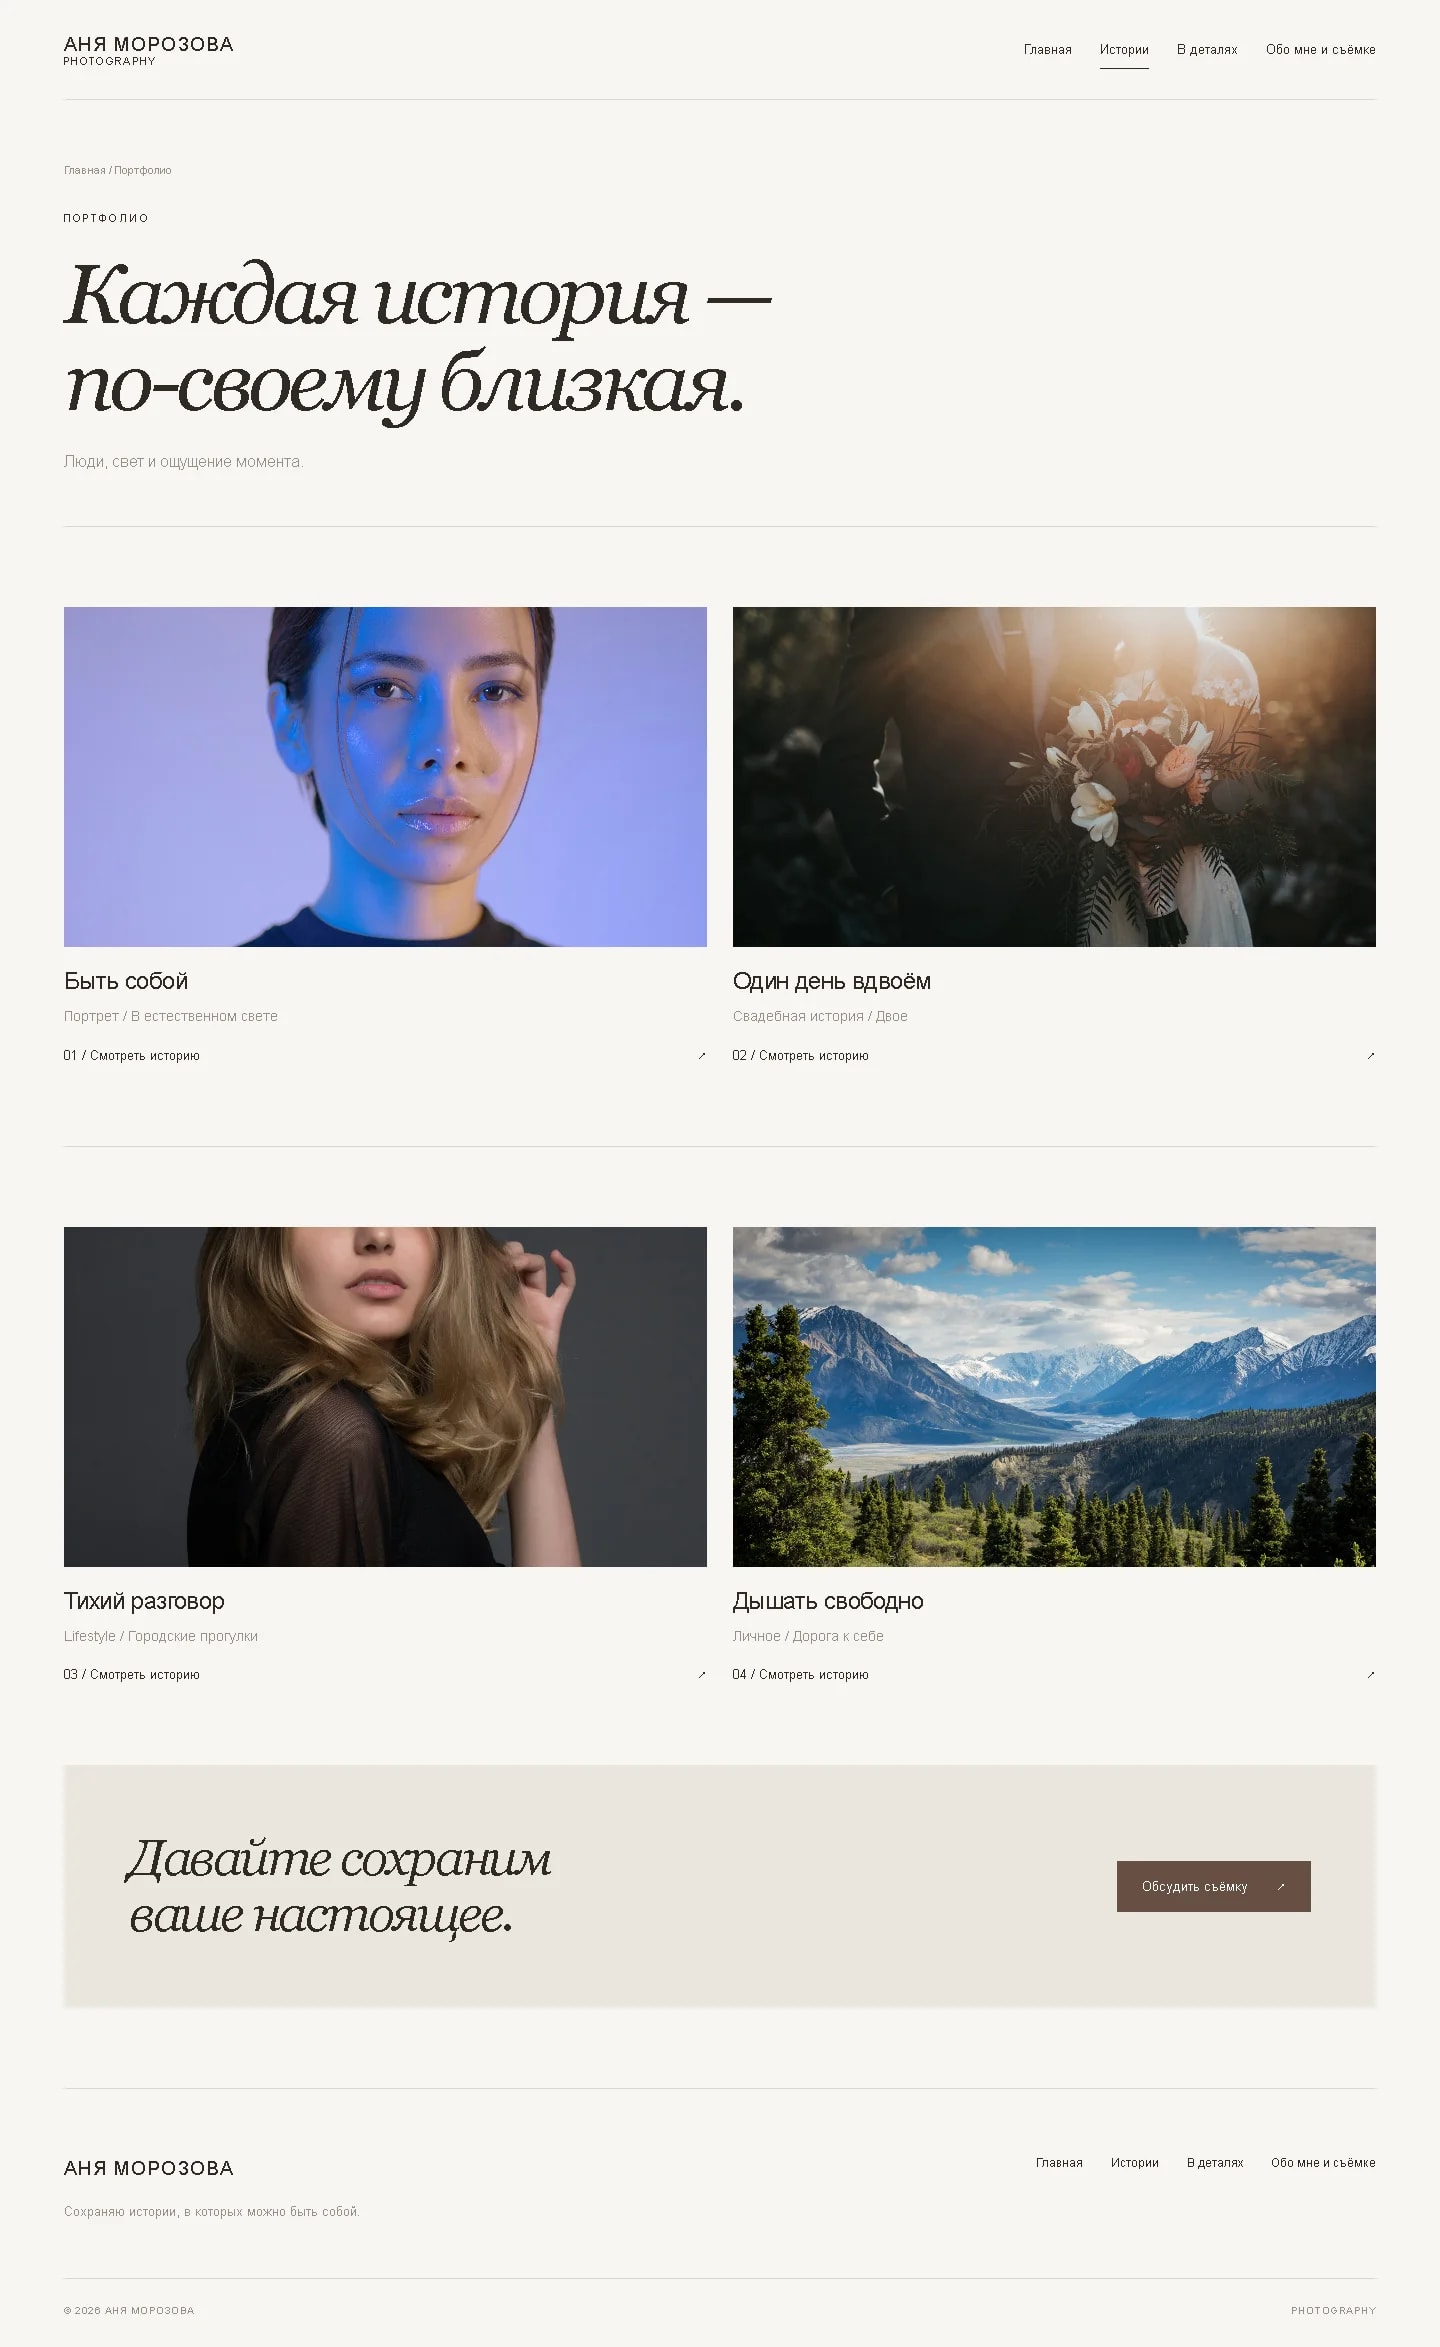 АНЯ МОРОЗОВА
PHOTOGRAPHY
Главная Истории В деталях Обо мне и съёмке
Главная / Портфолио
ПОРТФОЛИО
Каждая история —
по-своему близкая.
Люди, свет и ощущение момента.
Быть собой
Портрет / В естественном свете
01 / Смотреть историю ↗
Один день вдвоём
Свадебная история / Двое
02 / Смотреть историю ↗
Тихий разговор
Lifestyle / Городские прогулки
03 / Смотреть историю ↗
Дышать свободно
Личное / Дорога к себе
04 / Смотреть историю ↗
Давайте сохраним
ваше настоящее.
Обсудить съёмку ↗
АНЯ МОРОЗОВА
Главная Истории В деталях Обо мне и съёмке
Сохраняю истории, в которых можно быть собой.
© 2026 АНЯ МОРОЗОВА
PHOTOGRAPHY